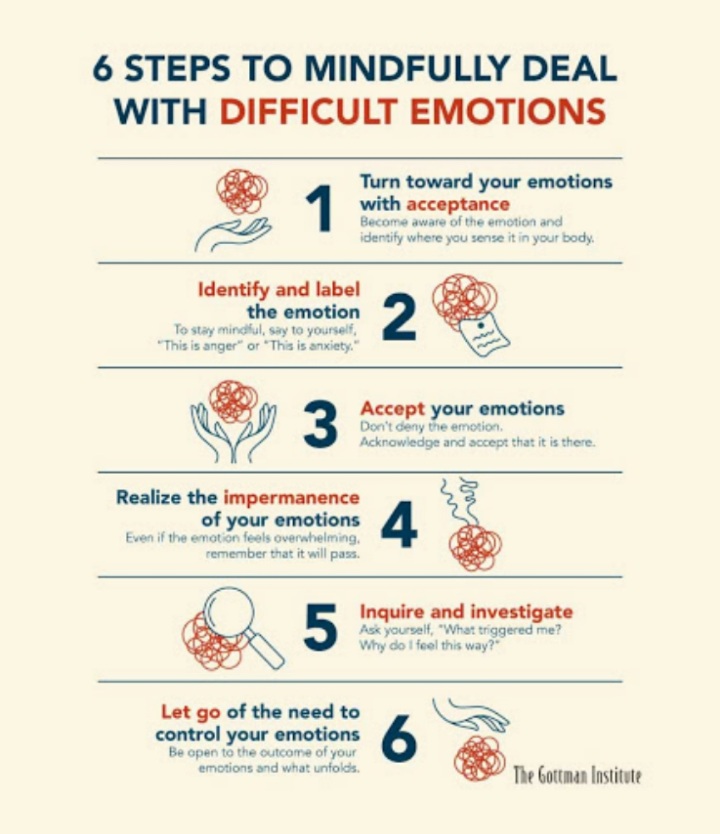 6 STEPS TO MINDFULLY DEAL
WITH DIFFICULT EMOTIONS
1
Turn toward your emotions
with acceptance
Become aware of the emotion and
identify where you sense it in your body.
Identify and label
the emotion
To stay mindful, say to yourself,
"This is anger" or "This is anxiety."
2
3
Accept your emotions
Don't deny the emotion.
Acknowledge and accept that it is there.
Realize the impermanence
of your emotions
Even if the emotion feels overwhelming,
remember that it will pass.
4
5
Inquire and investigate
Ask yourself, "What triggered me?
Why do I feel this way?"
Let go of the need to
control your emotions
Be open to the outcome of your
emotions and what unfolds.
6
The Gottman Institute